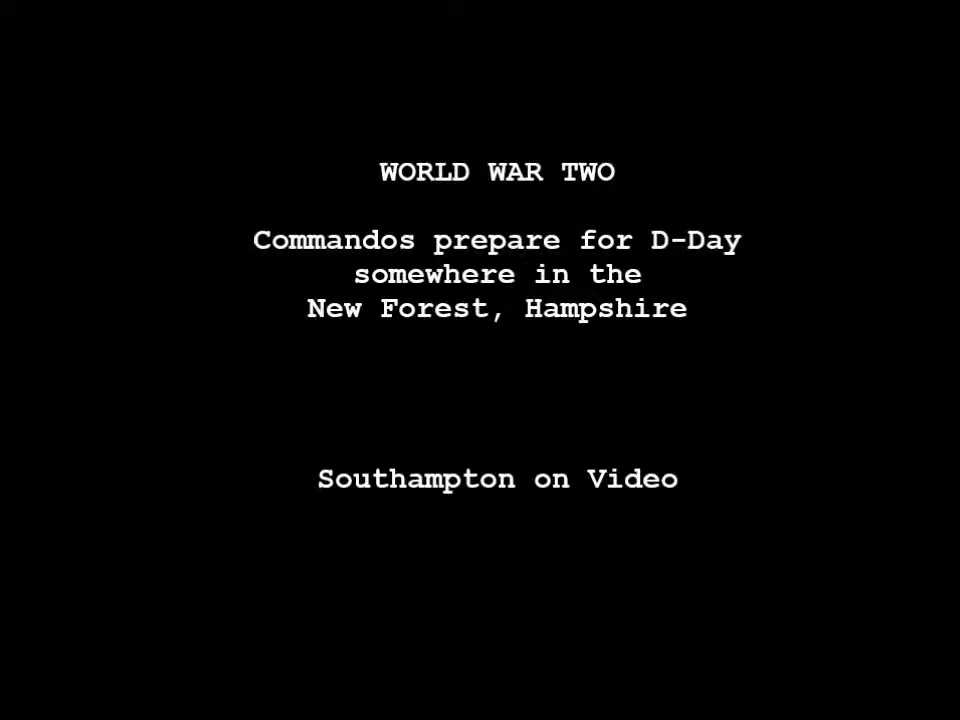 WORLD WAR TWO
Commandos prepare for D-Day
somewhere in the
New Forest, Hampshire
Southampton on Video